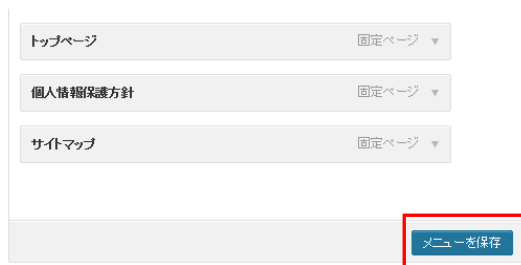 トップページ 固定ページ ▼
個人情報保護方針 固定ページ ▼
サイトマップ 固定ページ ▼
メニューを保存